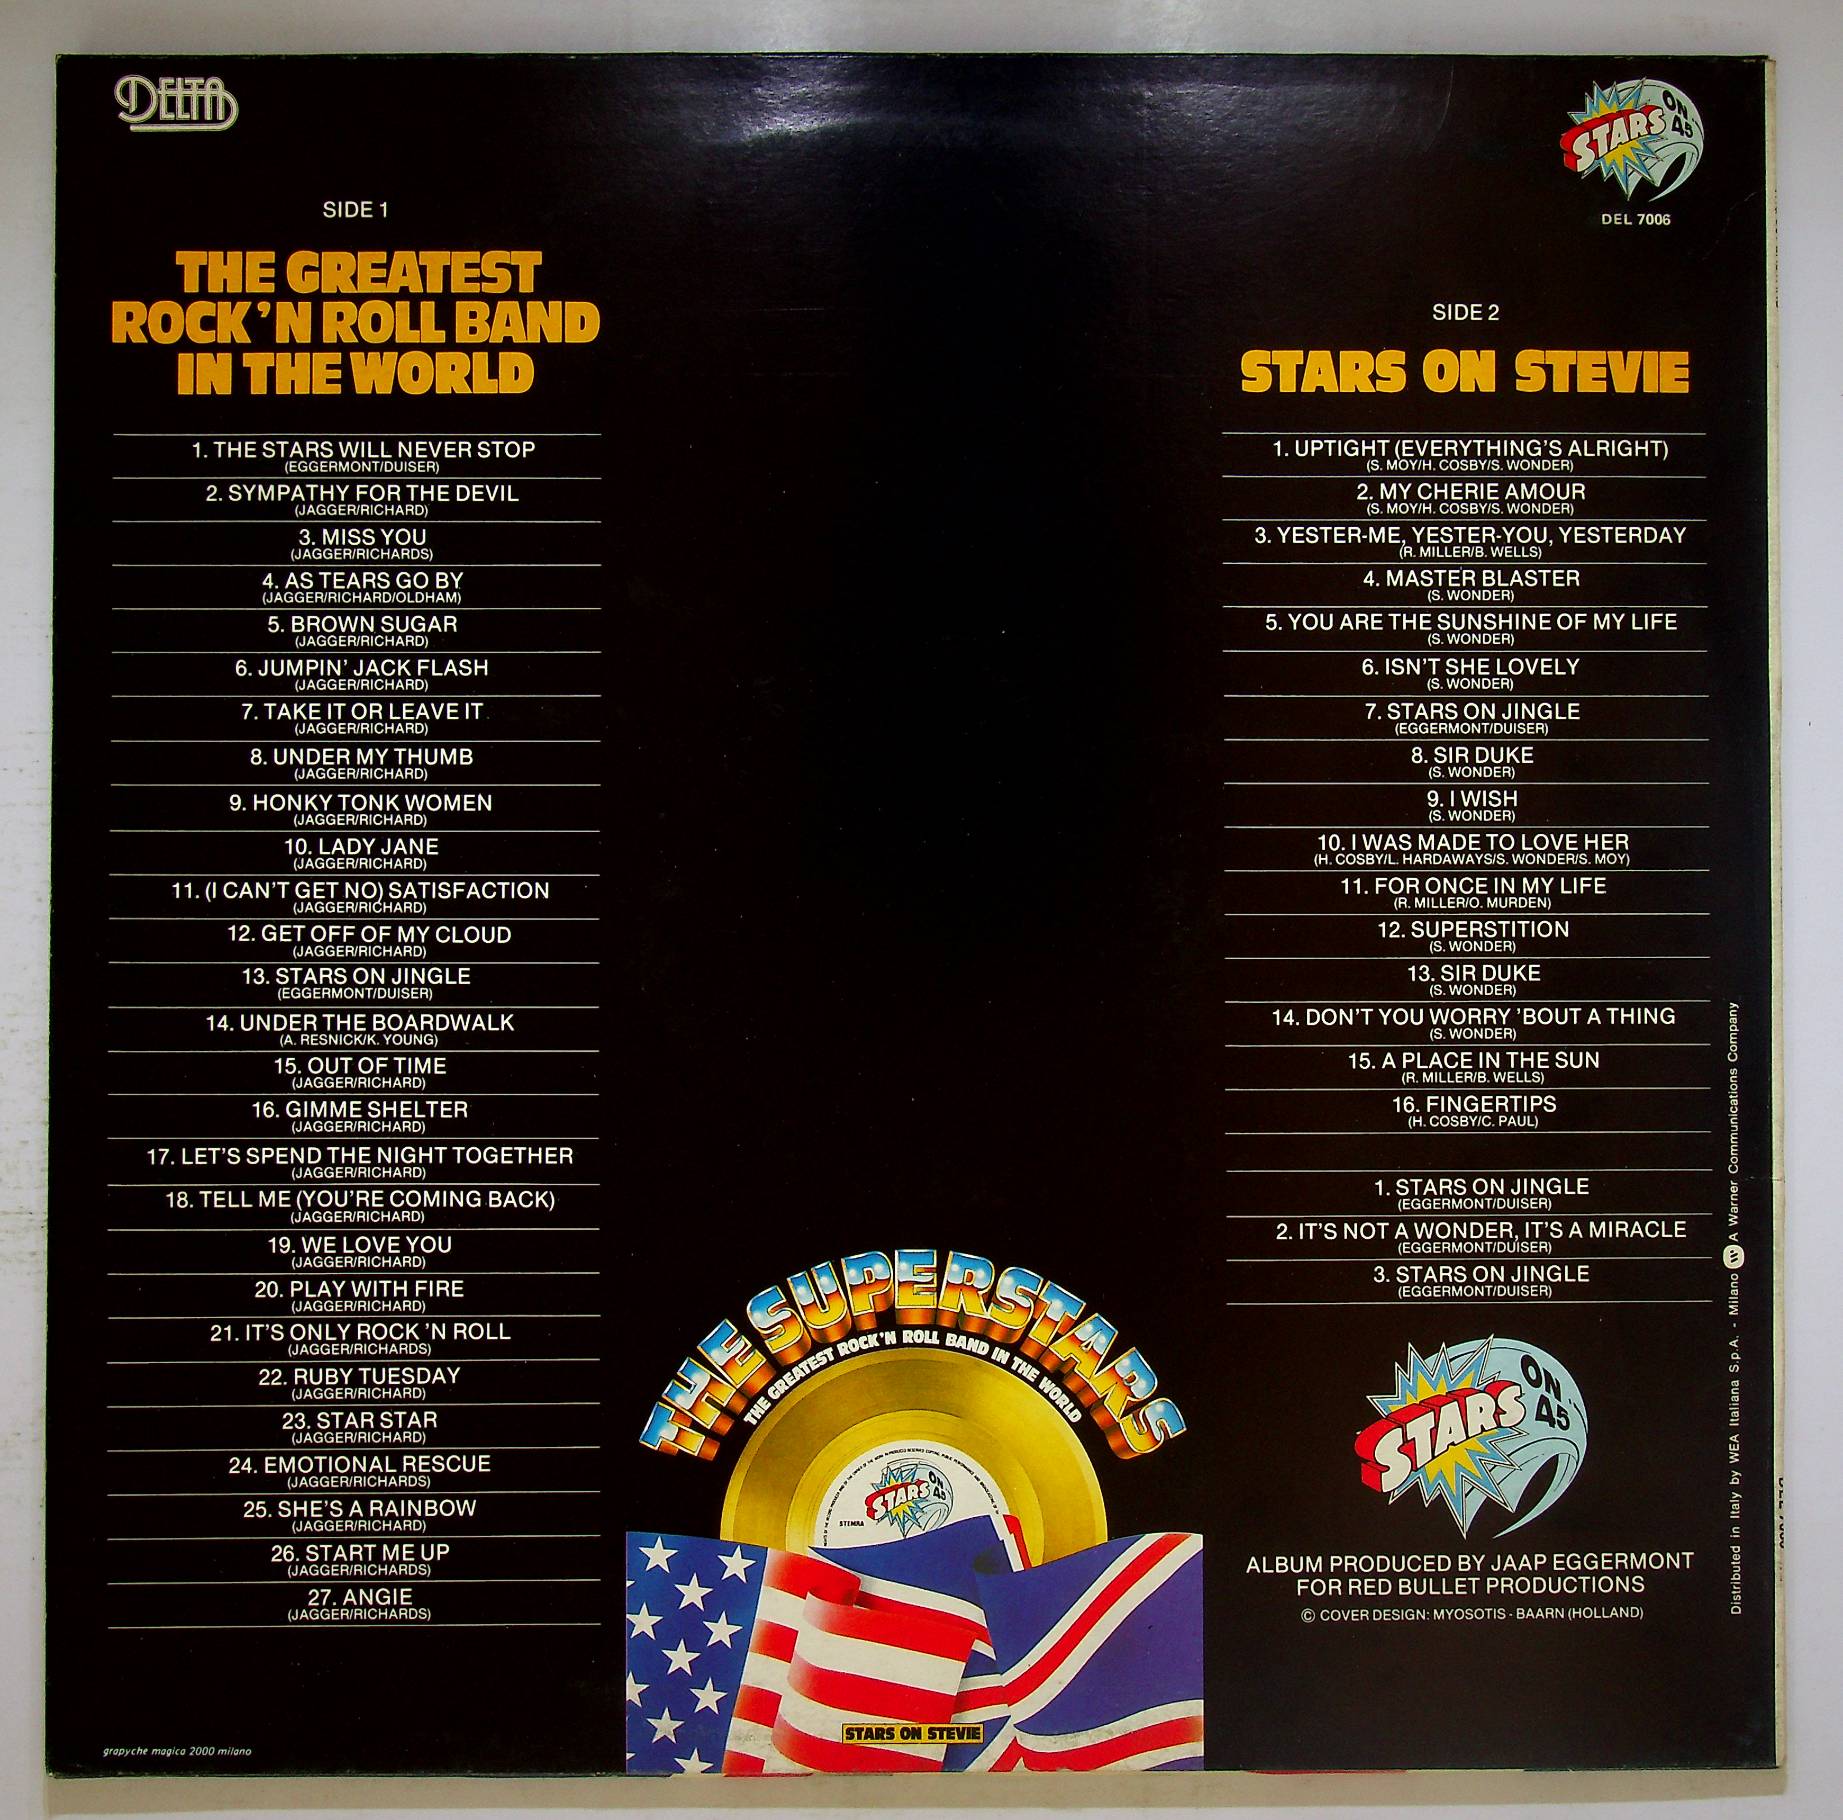 DELTA
SIDE 1
THE GREATEST
ROCK'N ROLL BAND
IN THE WORLD
1. THE STARS WILL NEVER STOP
(EGGERMONT/DUISER)
2. SYMPATHY FOR THE DEVIL
(JAGGER/RICHARD)
3. MISS YOU
(JAGGER/RICHARDS)
4. AS TEARS GO BY
(JAGGER/RICHARD/OLDHAM)
5. BROWN SUGAR
(JAGGER/RICHARD)
6. JUMPIN' JACK FLASH
(JAGGER/RICHARD)
7. TAKE IT OR LEAVE IT
(JAGGER/RICHARD)
8. UNDER MY THUMB
(JAGGER/RICHARD)
9. HONKY TONK WOMEN
(JAGGER/RICHARD)
10. LADY JANE
(JAGGER/RICHARD)
11. (I CAN'T GET NO) SATISFACTION
(JAGGER/RICHARD)
12. GET OFF OF MY CLOUD
(JAGGER/RICHARD)
13. STARS ON JINGLE
(EGGERMONT/DUISER)
14. UNDER THE BOARDWALK
(A. RESNICK/K. YOUNG)
15. OUT OF TIME
(JAGGER/RICHARD)
16. GIMME SHELTER
(JAGGER/RICHARD)
17. LET'S SPEND THE NIGHT TOGETHER
(JAGGER/RICHARD)
18. TELL ME (YOU'RE COMING BACK)
(JAGGER/RICHARD)
19. WE LOVE YOU
(JAGGER/RICHARD)
20. PLAY WITH FIRE
(JAGGER/RICHARD)
21. IT'S ONLY ROCK 'N ROLL
(JAGGER/RICHARDS)
22. RUBY TUESDAY
(JAGGER/RICHARD)
23. STAR STAR
(JAGGER/RICHARD)
24. EMOTIONAL RESCUE
(JAGGER/RICHARDS)
25. SHE'S A RAINBOW
(JAGGER/RICHARD)
26. START ME UP
(JAGGER/RICHARDS)
27. ANGIE
(JAGGER/RICHARDS)
grapyche magica 2000 milano
THE SUPERSTARS
THE GREATEST ROCK'N ROLL BAND IN THE WORLD
STARS ON 45
STEMRA
STARS ON STEVIE
STARS ON 45
DEL 7006
SIDE 2
STARS ON STEVIE
1. UPTIGHT (EVERYTHING'S ALRIGHT)
(S. MOY/H. COSBY/S. WONDER)
2. MY CHERIE AMOUR
(S. MOY/H. COSBY/S. WONDER)
3. YESTER-ME, YESTER-YOU, YESTERDAY
(R. MILLER/B. WELLS)
4. MASTER BLASTER
(S. WONDER)
5. YOU ARE THE SUNSHINE OF MY LIFE
(S. WONDER)
6. ISN'T SHE LOVELY
(S. WONDER)
7. STARS ON JINGLE
(EGGERMONT/DUISER)
8. SIR DUKE
(S. WONDER)
9. I WISH
(S. WONDER)
10. I WAS MADE TO LOVE HER
(H. COSBY/L. HARDAWAYS/S. WONDER/S. MOY)
11. FOR ONCE IN MY LIFE
(R. MILLER/O. MURDEN)
12. SUPERSTITION
(S. WONDER)
13. SIR DUKE
(S. WONDER)
14. DON'T YOU WORRY 'BOUT A THING
(S. WONDER)
15. A PLACE IN THE SUN
(R. MILLER/B. WELLS)
16. FINGERTIPS
(H. COSBY/C. PAUL)
1. STARS ON JINGLE
(EGGERMONT/DUISER)
2. IT'S NOT A WONDER, IT'S A MIRACLE
(EGGERMONT/DUISER)
3. STARS ON JINGLE
(EGGERMONT/DUISER)
STARS ON 45
ALBUM PRODUCED BY JAAP EGGERMONT
FOR RED BULLET PRODUCTIONS
© COVER DESIGN: MYOSOTIS - BAARN (HOLLAND)
Distributed in Italy by WEA Italiana S.p.A. - Milano W A Warner Communications Company